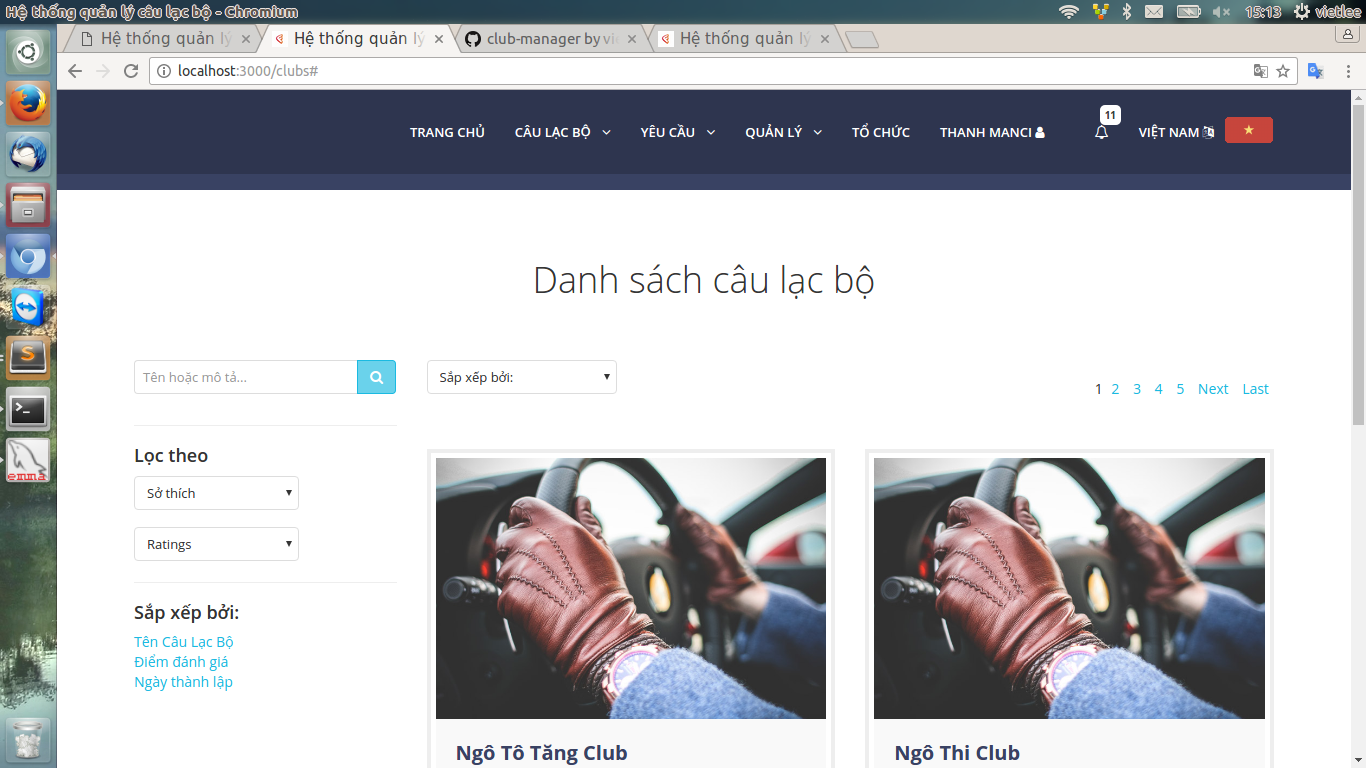 Hệ thống quản lý câu lạc bộ - Chromium
15:13 vietlee
Hệ thống quản lý
Hệ thống quản lý
club-manager by vie
Hệ thống quản lý
localhost:3000/clubs#
11
TRANG CHỦ CÂU LẠC BỘ YÊU CẦU QUẢN LÝ TỔ CHỨC THANH MANCI VIỆT NAM
Danh sách câu lạc bộ
Tên hoặc mô tả...
Sắp xếp bởi:
1 2 3 4 5 Next Last
Lọc theo
Sở thích
Ratings
Sắp xếp bởi:
Tên Câu Lạc Bộ
Điểm đánh giá
Ngày thành lập
Ngô Tô Tăng Club
Ngô Thi Club
emma